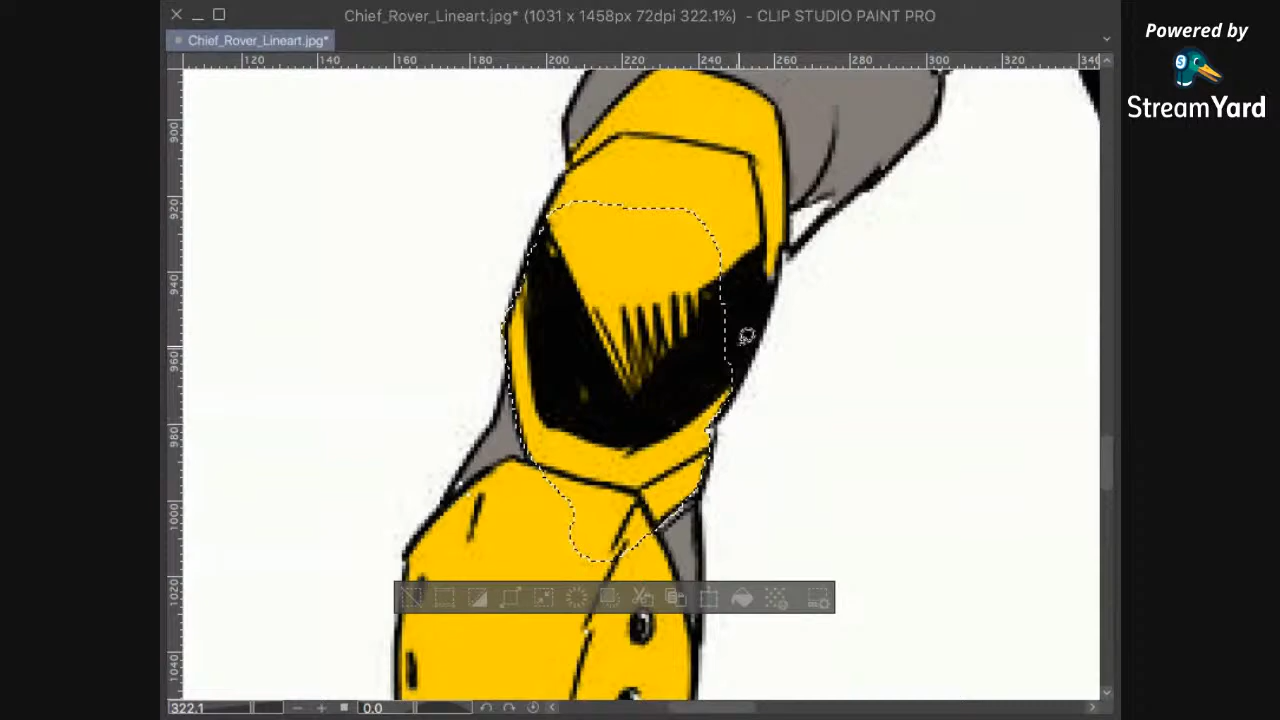 Chief_Rover_Lineart.jpg* (1031 x 1458px 72dpi 322.1%) - CLIP STUDIO PAINT PRO
Powered by
StreamYard
Chief_Rover_Lineart.jpg*
120 140 160 180 200 220 240 260 280 300 320 340
900
920
940
960
980
1000
1020
1040
322.1
0.0